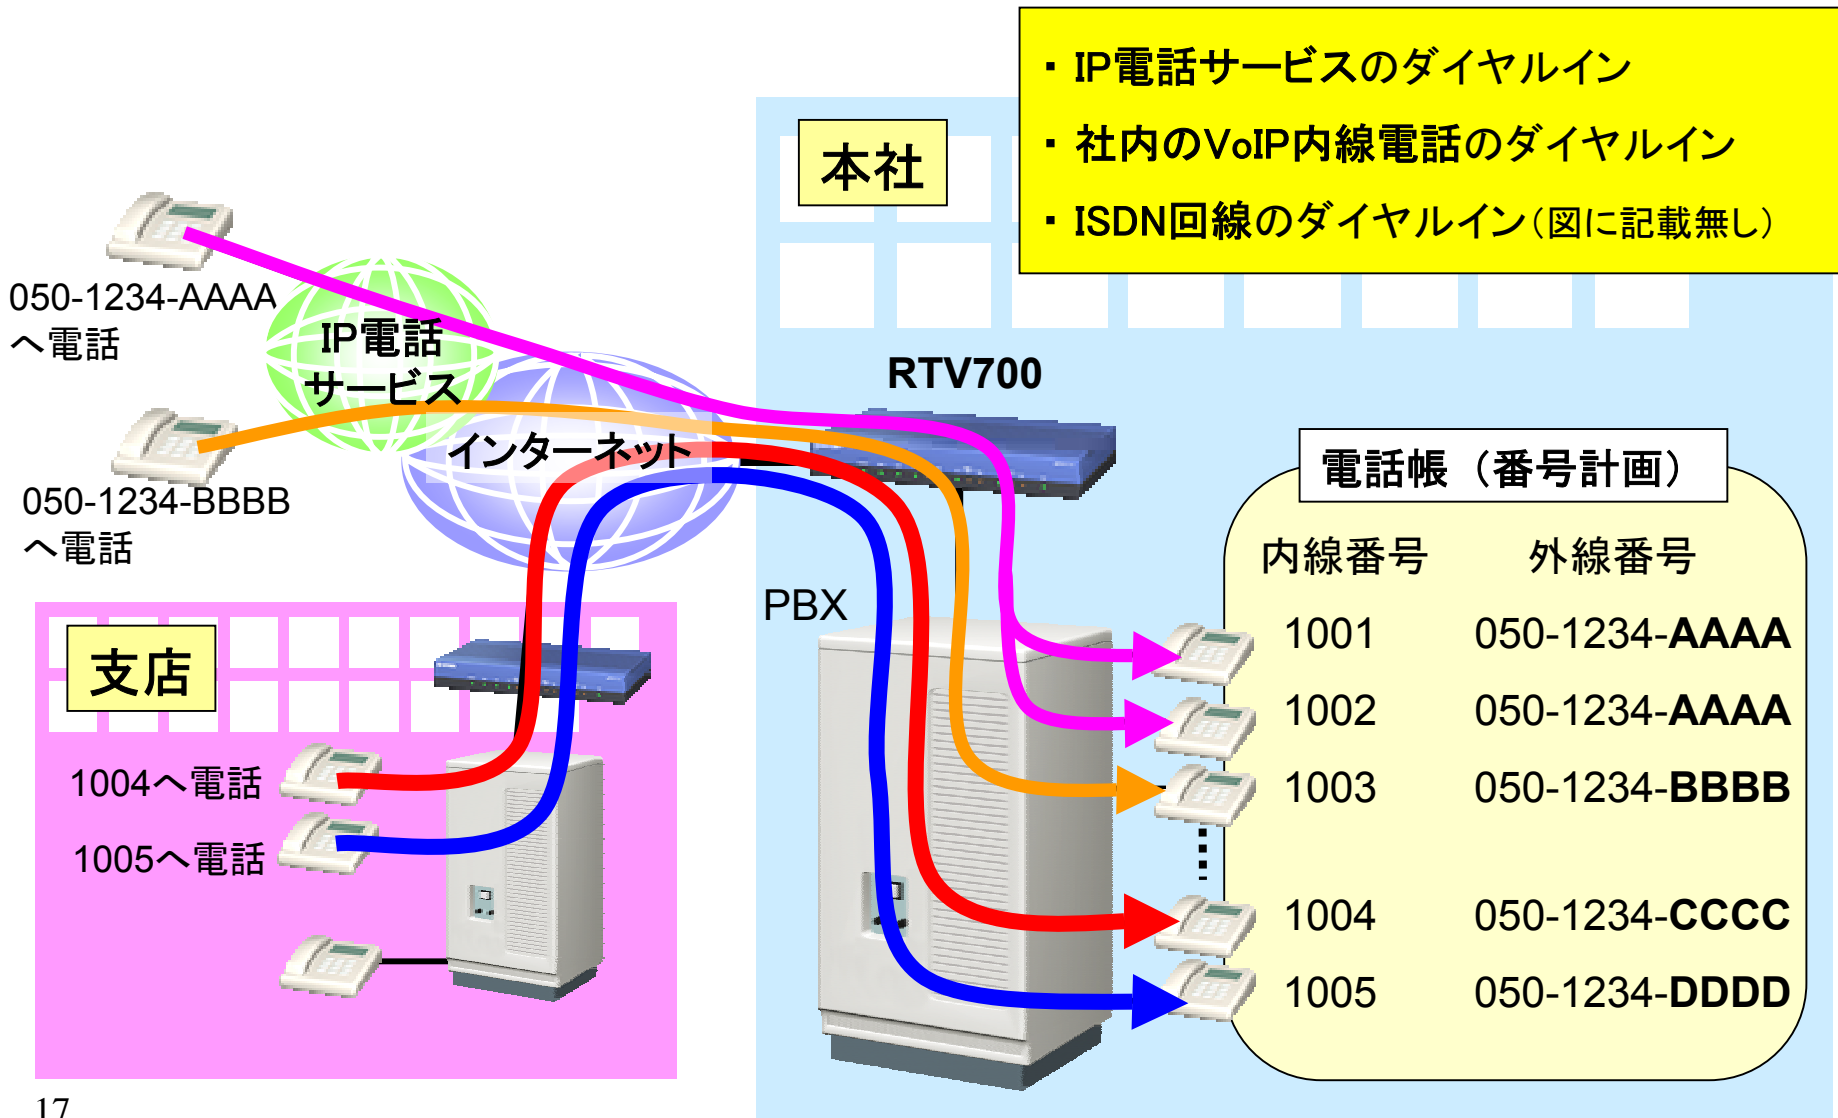 ・ IP電話サービスのダイヤルイン
・ 社内のVoIP内線電話のダイヤルイン
・ ISDN回線のダイヤルイン（図に記載無し）
本社
050-1234-AAAA
へ電話
IP電話
サービス
RTV700
インターネット
050-1234-BBBB
へ電話
電話帳（番号計画）
内線番号 外線番号
1001 050-1234-AAAA
1002 050-1234-AAAA
1003 050-1234-BBBB
1004 050-1234-CCCC
1005 050-1234-DDDD
PBX
支店
1004へ電話
1005へ電話
17